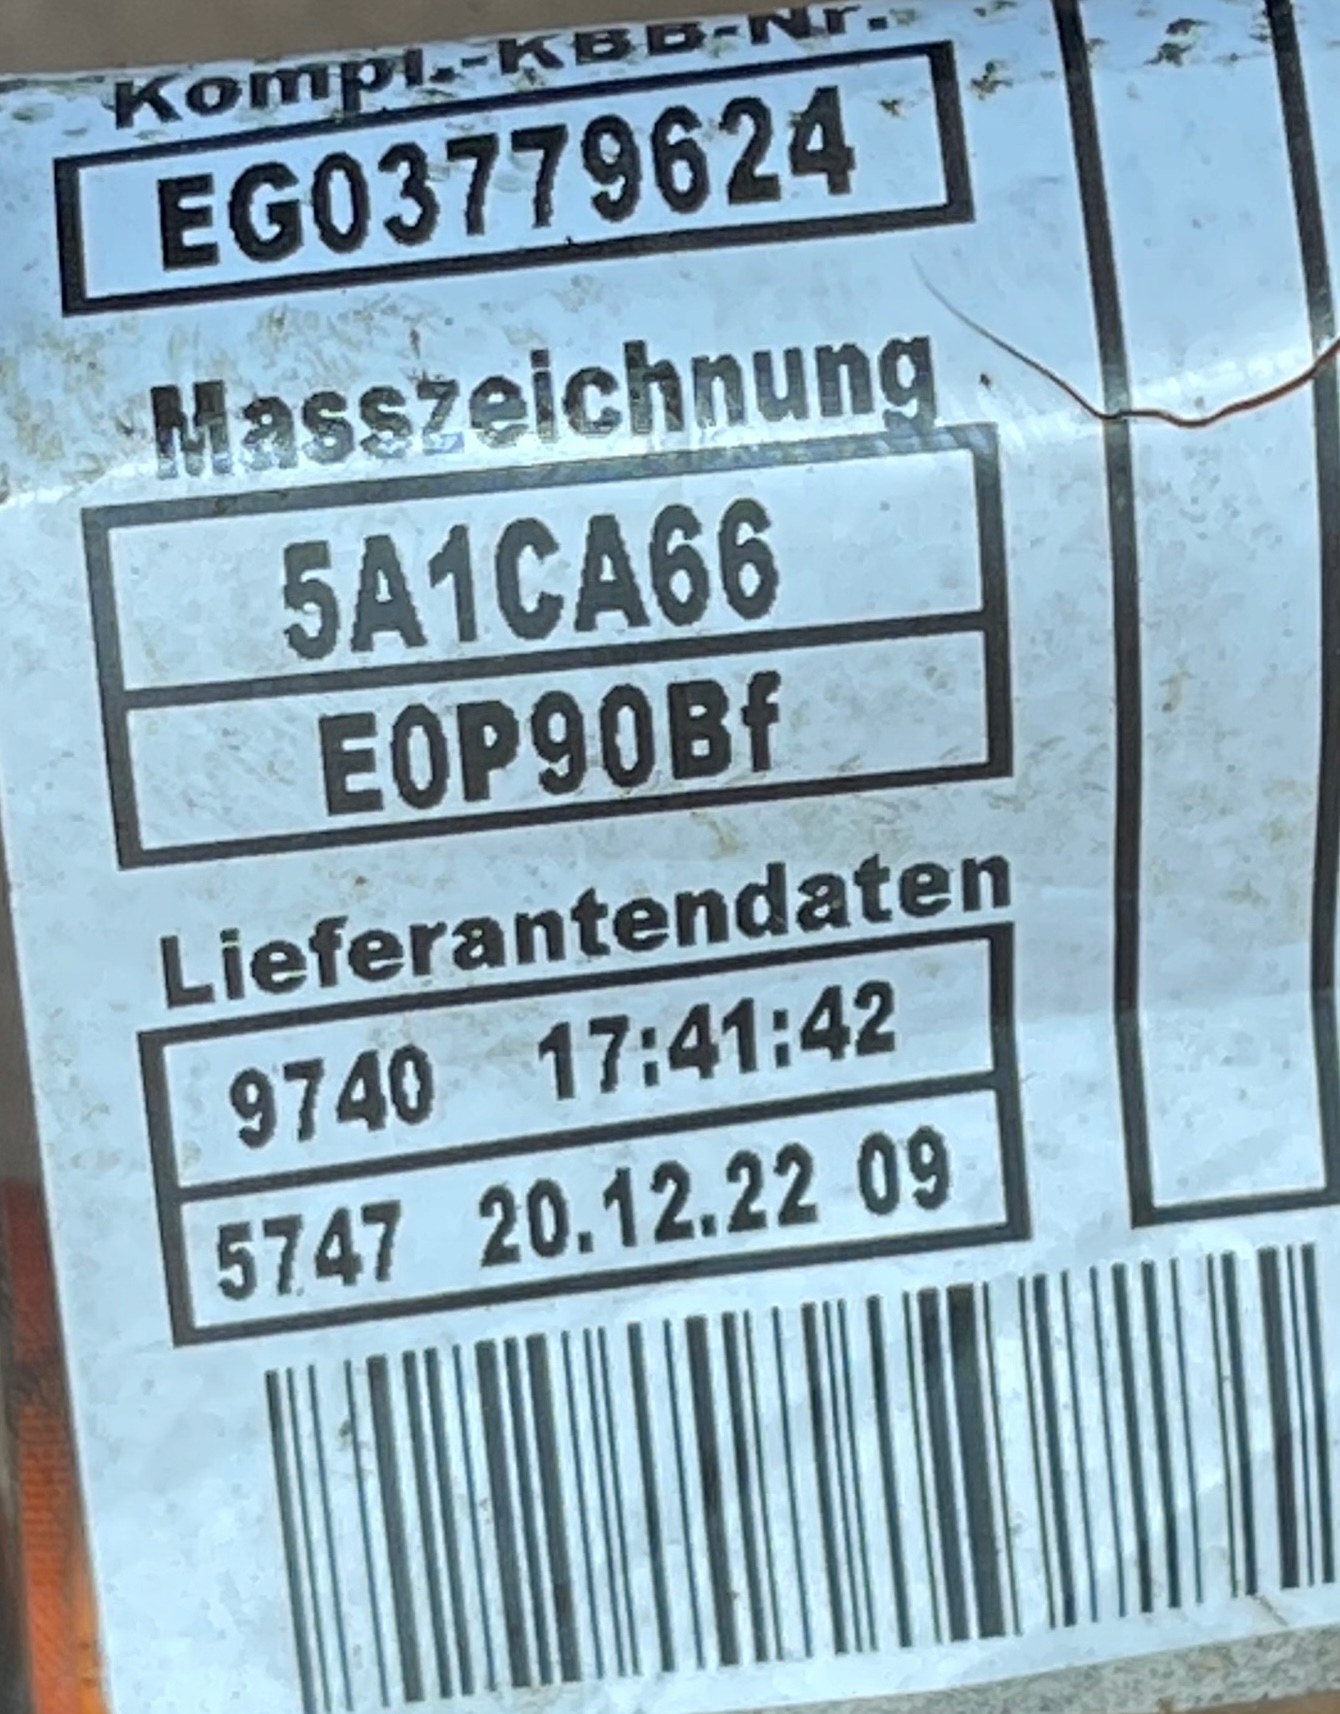 Kompl.-KBB-Nr.
EG03779624
Masszeichnung
5A1CA66
E0P90Bf
Lieferantendaten
9740 17:41:42
5747 20.12.22 09